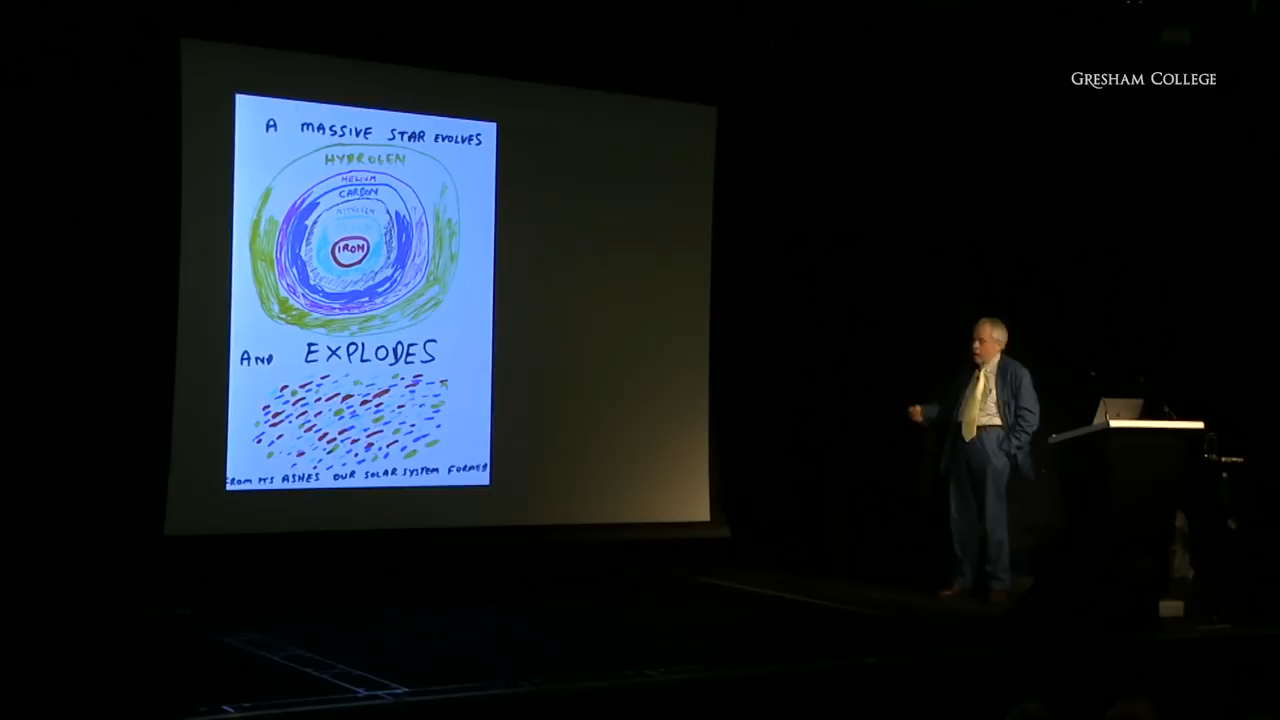 GRESHAM COLLEGE
A MASSIVE STAR EVOLVES
HYDROGEN
HELIUM
CARBON
NITROGEN
IRON
AND EXPLODES
FROM ITS ASHES OUR SOLAR SYSTEM FORMED